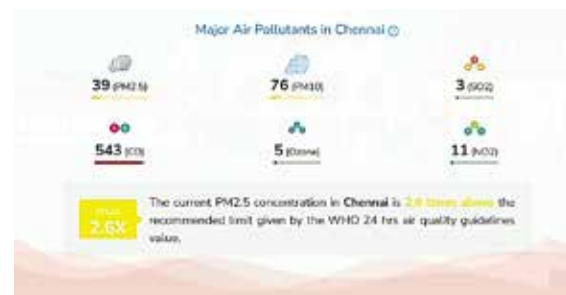 Major Air Pollutants in Chennai
39 (PM2.5)
76 (PM10)
3 (SO2)
543 (CO)
5 (Ozone)
11 (NO2)
The current PM2.5 concentration in Chennai is 2.6 times above the
2.6X
recommended limit given by the WHO 24 hrs air quality guidelines
value.